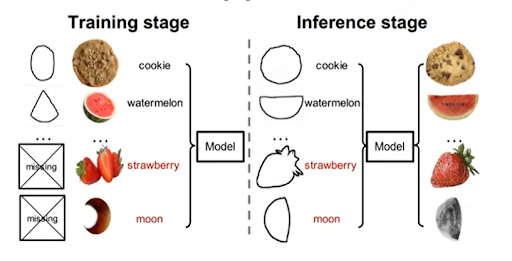 Training stage
Inference stage
cookie
watermelon
...
...
missing
strawberry
missing
moon
Model
cookie
watermelon
...
strawberry
moon
Model
...